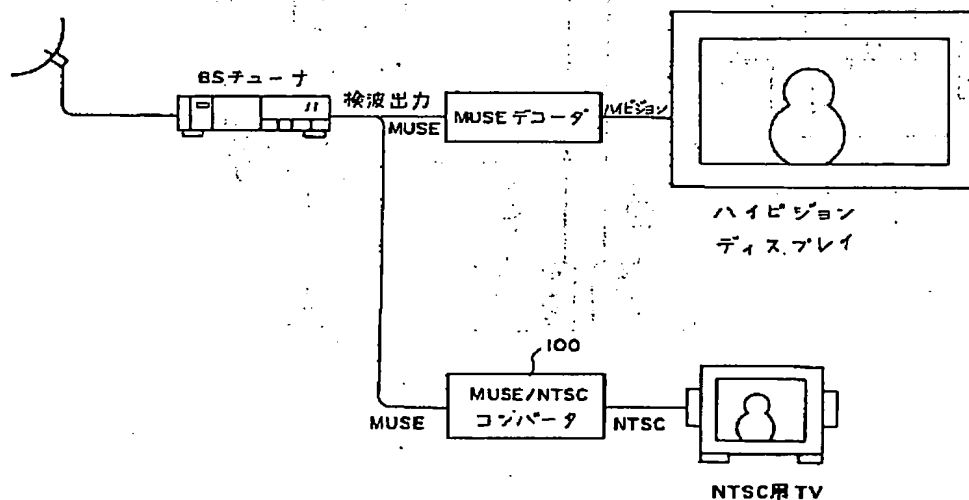 BSチューナ
検波出力
MUSE
MUSEデコーダ
ハイビジョン
ハイビジョン
ディスプレイ
100
MUSE/NTSC
コンバータ
MUSE
NTSC
NTSC用TV